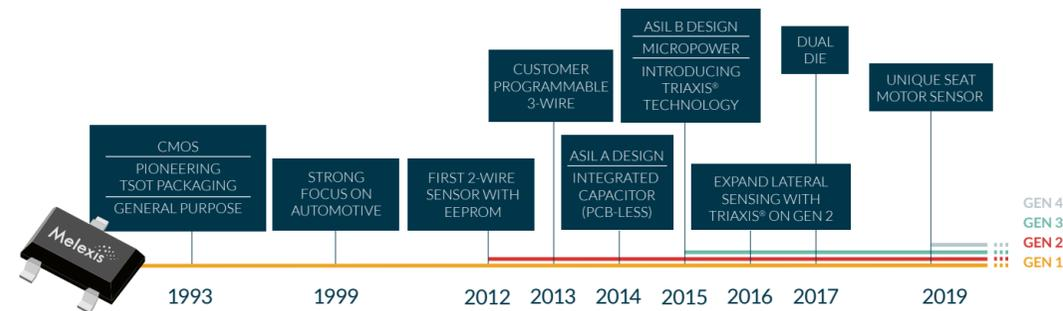 CMOS
PIONEERING
TSOT PACKAGING
GENERAL PURPOSE
STRONG
FOCUS ON
AUTOMOTIVE
FIRST 2-WIRE
SENSOR WITH
EEPROM
CUSTOMER
PROGRAMMABLE
3-WIRE
ASIL A DESIGN
INTEGRATED
CAPACITOR
(PCB-LESS)
ASIL B DESIGN
MICROPOWER
INTRODUCING
TRIAXIS®
TECHNOLOGY
EXPAND LATERAL
SENSING WITH
TRIAXIS® ON GEN 2
DUAL
DIE
UNIQUE SEAT
MOTOR SENSOR
GEN 4
GEN 3
GEN 2
GEN 1
Melexis
1993
1999
2012
2013
2014
2015
2016
2017
2019